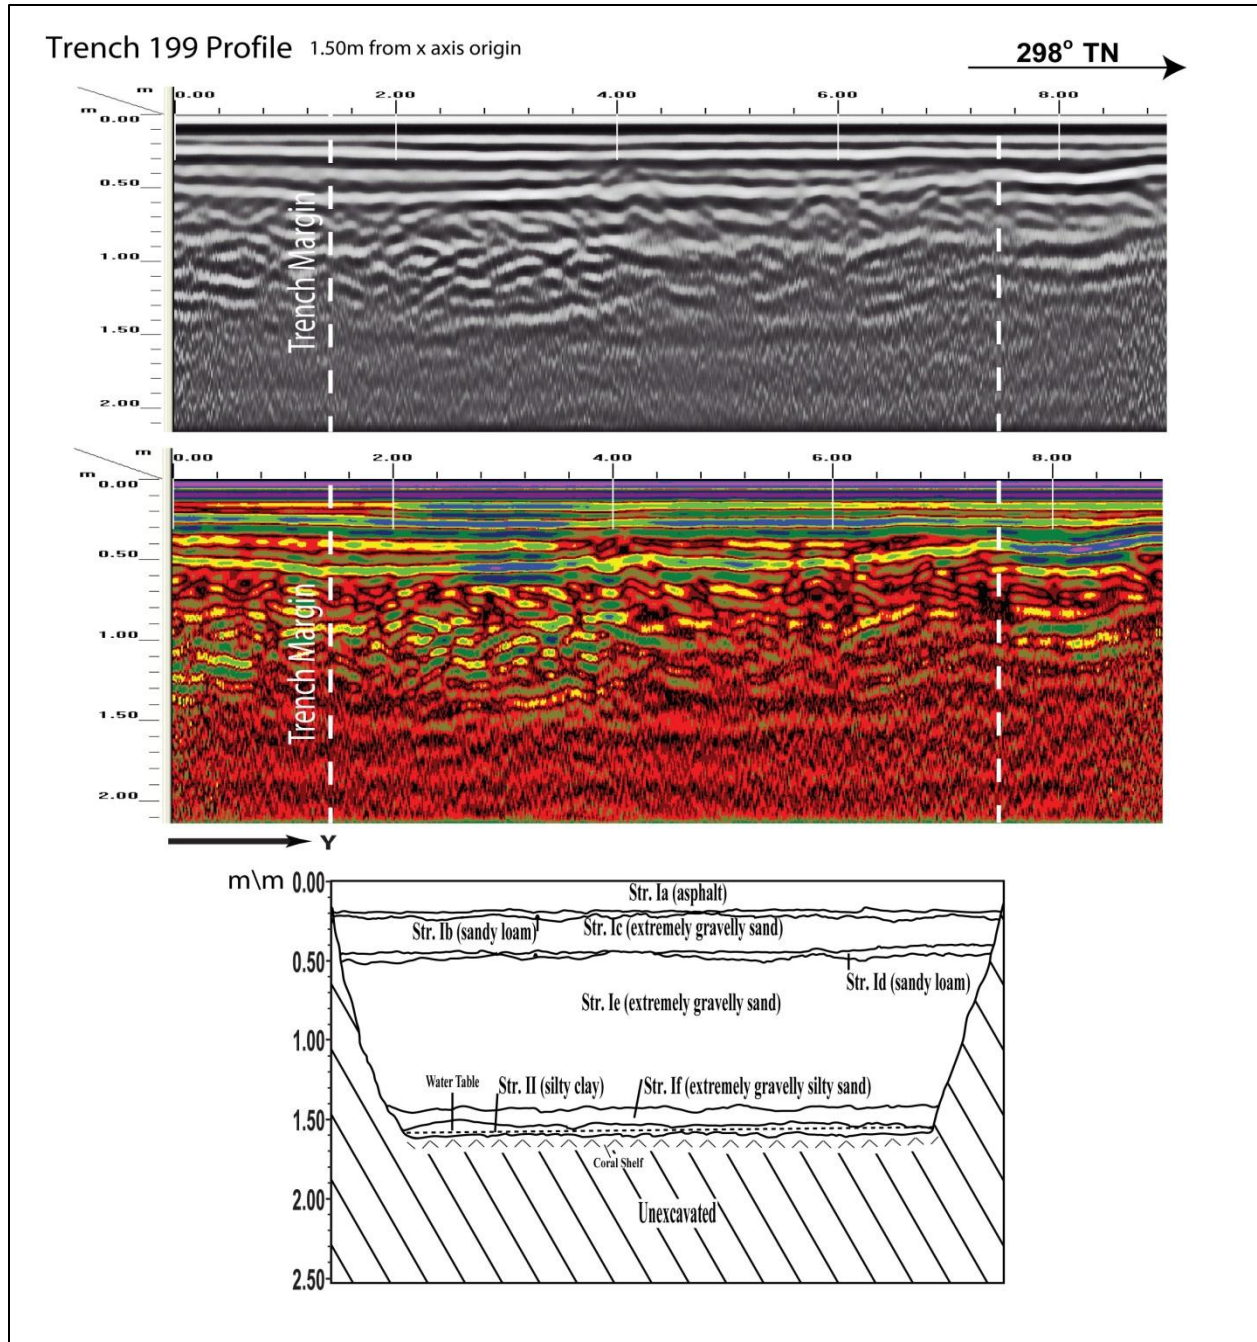 Trench 199 Profile 1.50m from x axis origin
298° TN
m 0.00 2.00 4.00 6.00 8.00
m
0.00
0.50
1.00
1.50
2.00
Trench Margin
m 0.00 2.00 4.00 6.00 8.00
m
0.00
0.50
1.00
1.50
2.00
Trench Margin
Y
m\m 0.00
Str. Ia (asphalt)
Str. Ib (sandy loam)
Str. Ic (extremely gravelly sand)
0.50
Str. Id (sandy loam)
Str. Ie (extremely gravelly sand)
1.00
Water Table
Str. II (silty clay)
Str. If (extremely gravelly silty sand)
1.50
Coral Shelf
2.00
Unexcavated
2.50